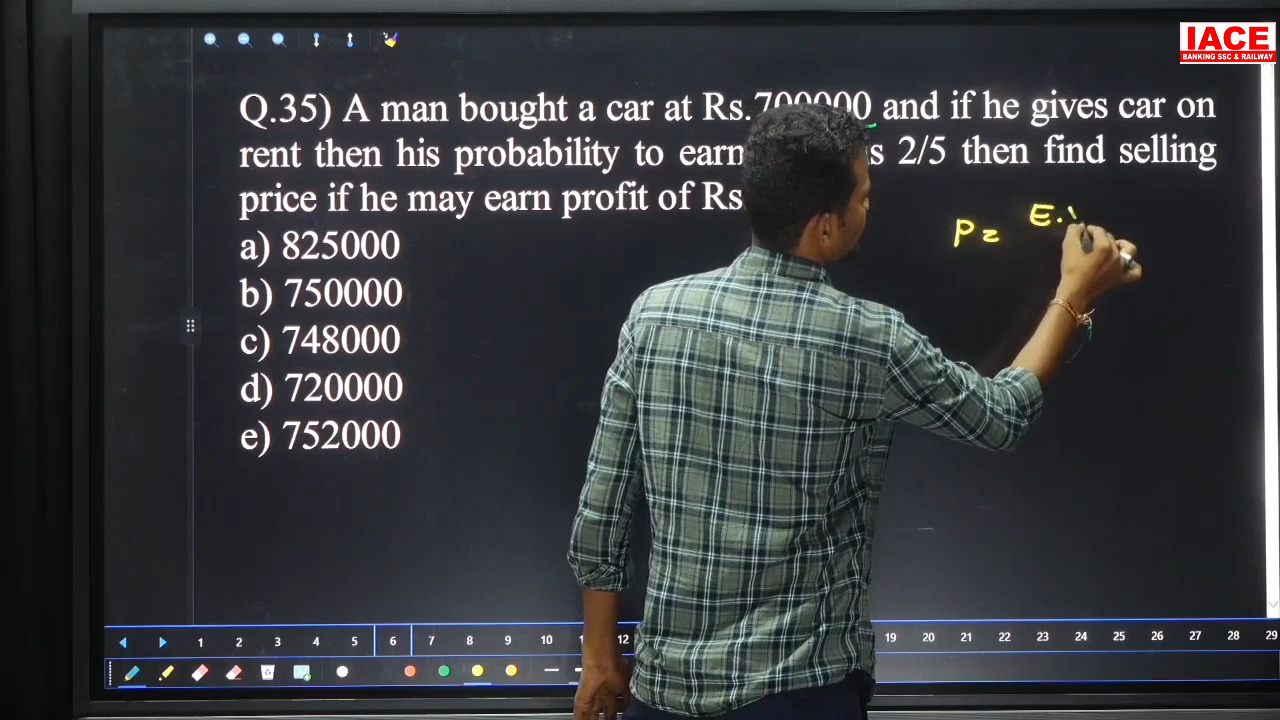 IACE
BANKING SSC & RAILWAY
Q.35) A man bought a car at Rs.700000 and if he gives car on
rent then his probability to earn 2/5 then find selling
price if he may earn profit of Rs
a) 825000
b) 750000
c) 748000
d) 720000
e) 752000
P = E.
1 2 3 4 5 6 7 8 9 10 12 19 20 21 22 23 24 25 26 27 28 29